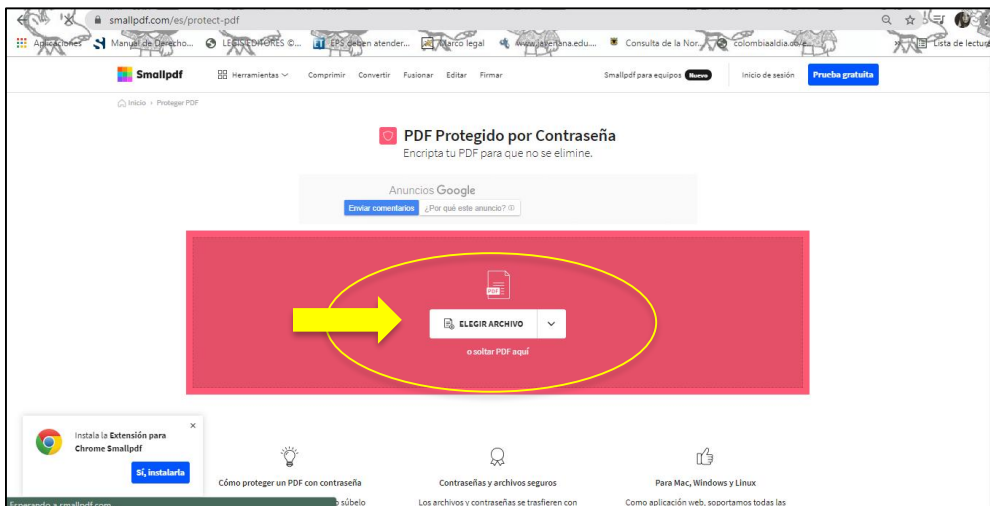 smallpdf.com/es/protect-pdf
Aplicaciones Manual de Derecho... LEGIS EDITORES ©... EPS deben atender... Marco legal www.javeriana.edu.... Consulta de la Nor... colombiaaldia.co/e... » Lista de lectura
Smallpdf Herramientas Comprimir Convertir Fusionar Editar Firmar Smallpdf para equipos Nuevo Inicio de sesión Prueba gratuita
Inicio › Proteger PDF
PDF Protegido por Contraseña
Encripta tu PDF para que no se elimine.
Anuncios Google
Enviar comentarios ¿Por qué este anuncio?
PDF
ELEGIR ARCHIVO
o soltar PDF aquí
Instala la Extensión para
Chrome Smallpdf
Sí, instalarla
Cómo proteger un PDF con contraseña Contraseñas y archivos seguros Para Mac, Windows y Linux
Esperando a smallpdf.com súbelo Los archivos y contraseñas se trasfieren con Como aplicación web, soportamos todas las